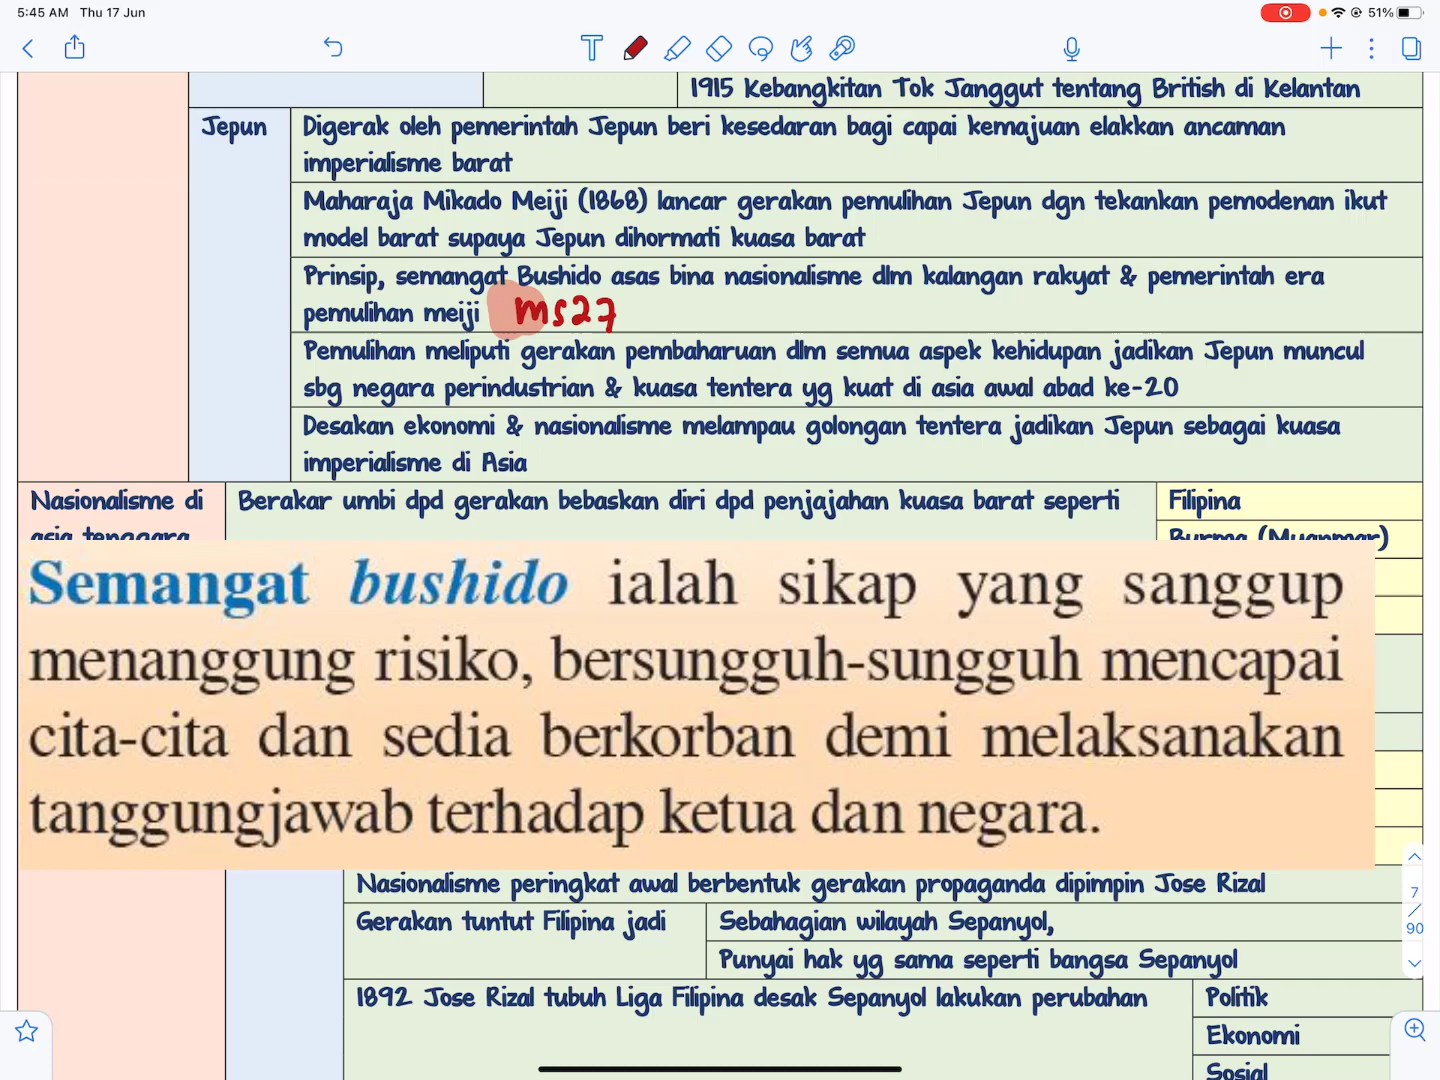 5:45 AM Thu 17 Jun
51%
1915 Kebangkitan Tok Janggut tentang British di Kelantan
Jepun
Digerak oleh pemerintah Jepun beri kesedaran bagi capai kemajuan elakkan ancaman
imperialisme barat
Maharaja Mikado Meiji (1868) lancar gerakan pemulihan Jepun dgn tekankan pemodenan ikut
model barat supaya Jepun dihormati kuasa barat
Prinsip, semangat Bushido asas bina nasionalisme dlm kalangan rakyat & pemerintah era
pemulihan meiji ms27
Pemulihan meliputi gerakan pembaharuan dlm semua aspek kehidupan jadikan Jepun muncul
sbg negara perindustrian & kuasa tentera yg kuat di asia awal abad ke-20
Desakan ekonomi & nasionalisme melampau golongan tentera jadikan Jepun sebagai kuasa
imperialisme di Asia
Nasionalisme di
asia tenggara
Berakar umbi dpd gerakan bebaskan diri dpd penjajahan kuasa barat seperti
Filipina
Burma (Myanmar)
Semangat bushido ialah sikap yang sanggup
menanggung risiko, bersungguh-sungguh mencapai
cita-cita dan sedia berkorban demi melaksanakan
tanggungjawab terhadap ketua dan negara.
Nasionalisme peringkat awal berbentuk gerakan propaganda dipimpin Jose Rizal
Gerakan tuntut Filipina jadi
Sebahagian wilayah Sepanyol,
Punyai hak yg sama seperti bangsa Sepanyol
1892 Jose Rizal tubuh Liga Filipina desak Sepanyol lakukan perubahan
Politik
Ekonomi
Sosial
7
/
90